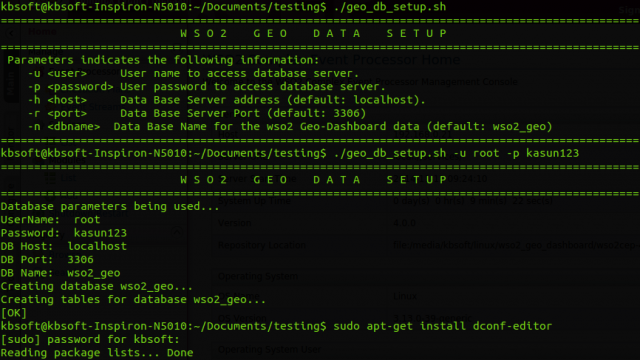 kbsoft@kbsoft-Inspiron-N5010:~/Documents/testing$ ./geo_db_setup.sh
================================================================================
W S O 2   G E O   D A T A   S E T U P
================================================================================
Parameters indicates the following information:
-u <user>     User name to access database server.
-p <password> User password to access database server.
-h <host>     Data Base Server address (default: localhost).
-r <port>     Data Base Server Port (default: 3306)
-n <dbname>  Data Base Name for the wso2 Geo-Dashboard data (default: wso2_geo)
================================================================================
kbsoft@kbsoft-Inspiron-N5010:~/Documents/testing$ ./geo_db_setup.sh -u root -p kasun123
================================================================================
W S O 2   G E O   D A T A   S E T U P
================================================================================
Database parameters being used...
UserName:  root
Password:  kasun123
DB Host:  localhost
DB Port:  3306
DB Name:  wso2_geo
Creating database wso2_geo...
Creating tables for database wso2_geo...
[OK]
kbsoft@kbsoft-Inspiron-N5010:~/Documents/testing$ sudo apt-get install dconf-editor
[sudo] password for kbsoft:
Reading package lists... Done